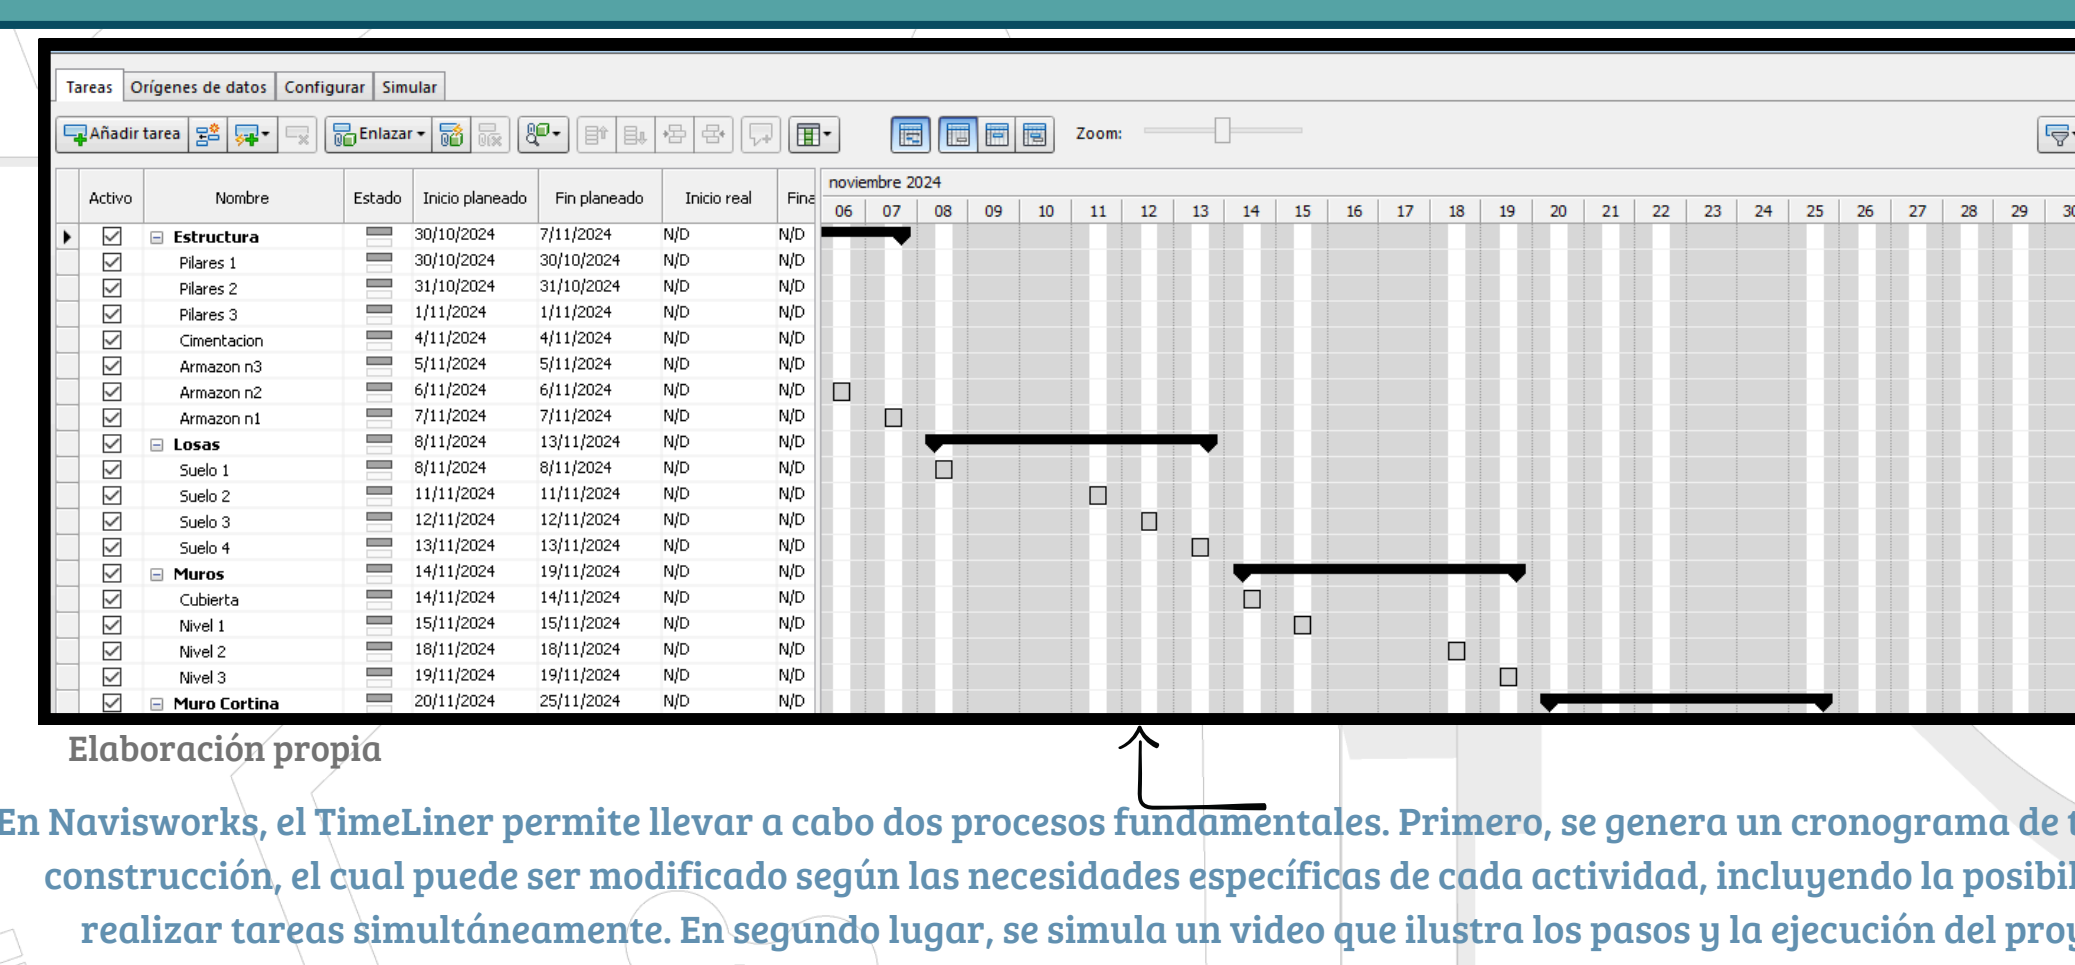 Tareas Orígenes de datos Configurar Simular
Añadir tarea Enlazar Zoom:
noviembre 2024
Activo Nombre Estado Inicio planeado Fin planeado Inicio real Fina
06 07 08 09 10 11 12 13 14 15 16 17 18 19 20 21 22 23 24 25 26 27 28 29 30
Estructura 30/10/2024 7/11/2024 N/D N/D
Pilares 1 30/10/2024 30/10/2024 N/D N/D
Pilares 2 31/10/2024 31/10/2024 N/D N/D
Pilares 3 1/11/2024 1/11/2024 N/D N/D
Cimentacion 4/11/2024 4/11/2024 N/D N/D
Armazon n3 5/11/2024 5/11/2024 N/D N/D
Armazon n2 6/11/2024 6/11/2024 N/D N/D
Armazon n1 7/11/2024 7/11/2024 N/D N/D
Losas 8/11/2024 13/11/2024 N/D N/D
Suelo 1 8/11/2024 8/11/2024 N/D N/D
Suelo 2 11/11/2024 11/11/2024 N/D N/D
Suelo 3 12/11/2024 12/11/2024 N/D N/D
Suelo 4 13/11/2024 13/11/2024 N/D N/D
Muros 14/11/2024 19/11/2024 N/D N/D
Cubierta 14/11/2024 14/11/2024 N/D N/D
Nivel 1 15/11/2024 15/11/2024 N/D N/D
Nivel 2 18/11/2024 18/11/2024 N/D N/D
Nivel 3 19/11/2024 19/11/2024 N/D N/D
Muro Cortina 20/11/2024 25/11/2024 N/D N/D
Elaboración propia
En Navisworks, el TimeLiner permite llevar a cabo dos procesos fundamentales. Primero, se genera un cronograma de
construcción, el cual puede ser modificado según las necesidades específicas de cada actividad, incluyendo la posibil
realizar tareas simultáneamente. En segundo lugar, se simula un video que ilustra los pasos y la ejecución del proy